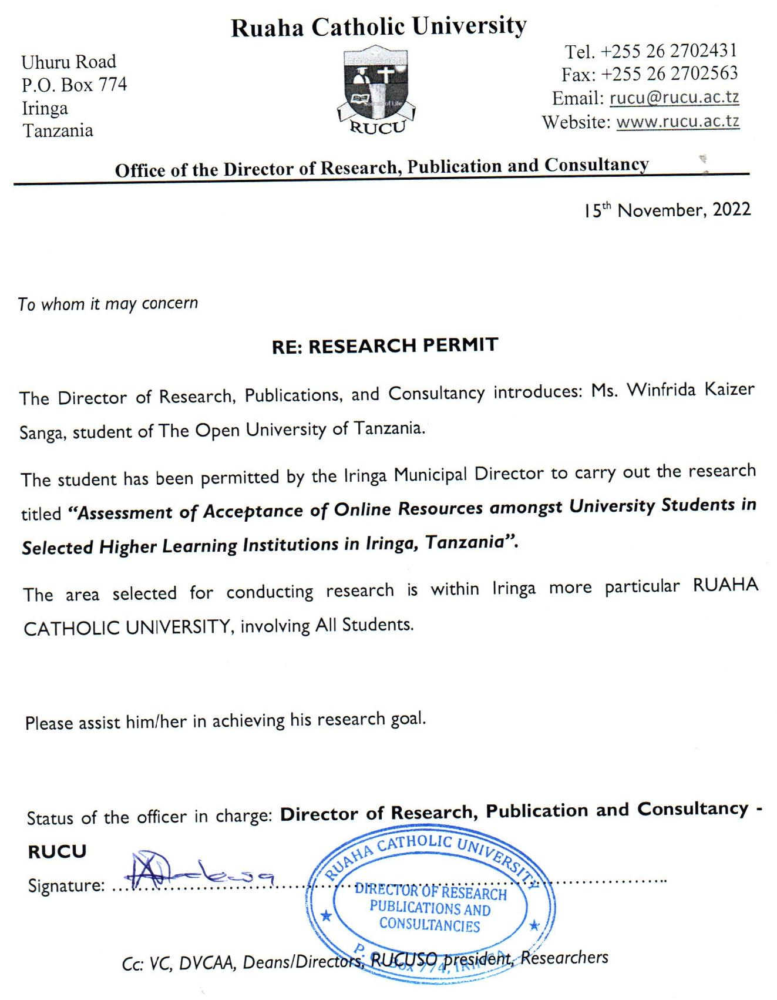 Ruaha Catholic University
Uhuru Road
P.O. Box 774
Iringa
Tanzania
EDUCATION
Source of Life
RUCU
Tel. +255 26 2702431
Fax: +255 26 2702563
Email: rucu@rucu.ac.tz
Website: www.rucu.ac.tz
Office of the Director of Research, Publication and Consultancy
15th November, 2022
To whom it may concern
RE: RESEARCH PERMIT
The Director of Research, Publications, and Consultancy introduces: Ms. Winfrida Kaizer
Sanga, student of The Open University of Tanzania.
The student has been permitted by the Iringa Municipal Director to carry out the research
titled “Assessment of Acceptance of Online Resources amongst University Students in
Selected Higher Learning Institutions in Iringa, Tanzania”.
The area selected for conducting research is within Iringa more particular RUAHA
CATHOLIC UNIVERSITY, involving All Students.
Please assist him/her in achieving his research goal.
Status of the officer in charge: Director of Research, Publication and Consultancy -
RUCU
Signature:
RUAHA CATHOLIC UNIVERSITY
DIRECTOR OF RESEARCH
PUBLICATIONS AND
CONSULTANCIES
P. O. Box 774, IRINGA
Cc: VC, DVCAA, Deans/Directors, RUCUSO president, Researchers